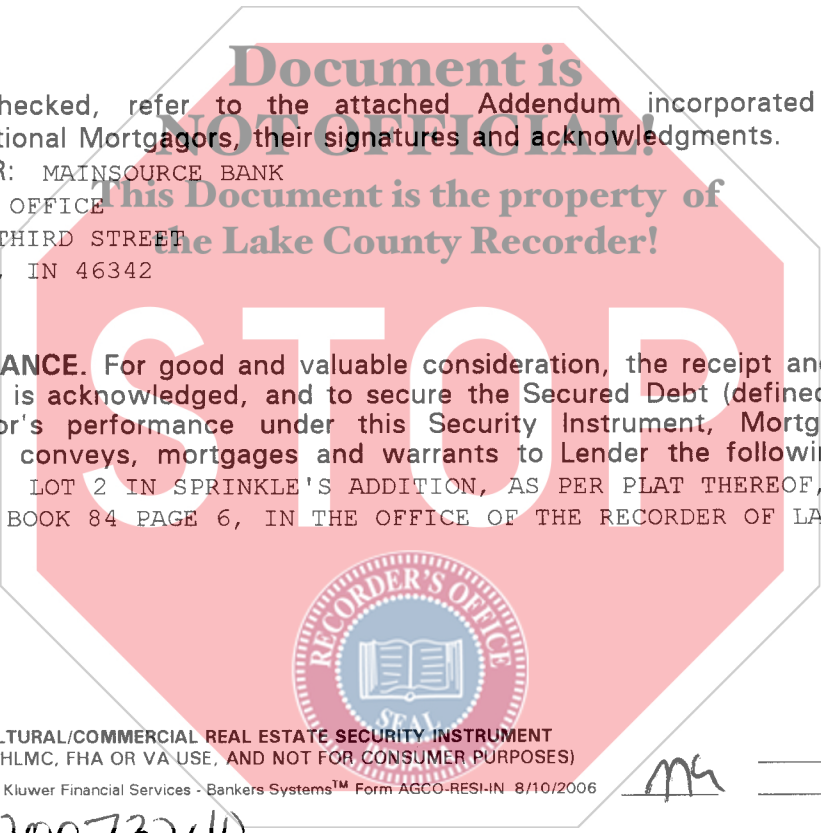 Document is
hecked, refer to the attached Addendum incorporated
tional Mortgagors, their signatures and acknowledgments.
NOT OFFICIAL!
R: MAINSOURCE BANK
This Document is the property of
OFFICE
THIRD STREET
the Lake County Recorder!
, IN 46342
STOP
ANCE. For good and valuable consideration, the receipt an
is acknowledged, and to secure the Secured Debt (defined
or's performance under this Security Instrument, Mortg
conveys, mortgages and warrants to Lender the followi
LOT 2 IN SPRINKLE'S ADDITION, AS PER PLAT THEREOF,
BOOK 84 PAGE 6, IN THE OFFICE OF THE RECORDER OF LA
RECORDER'S OFFICE
SEAL
INDIANA
LTURAL/COMMERCIAL REAL ESTATE SECURITY INSTRUMENT
HLMC, FHA OR VA USE, AND NOT FOR CONSUMER PURPOSES)
Kluwer Financial Services - Bankers Systems™ Form AGCO-RESI-IN 8/10/2006